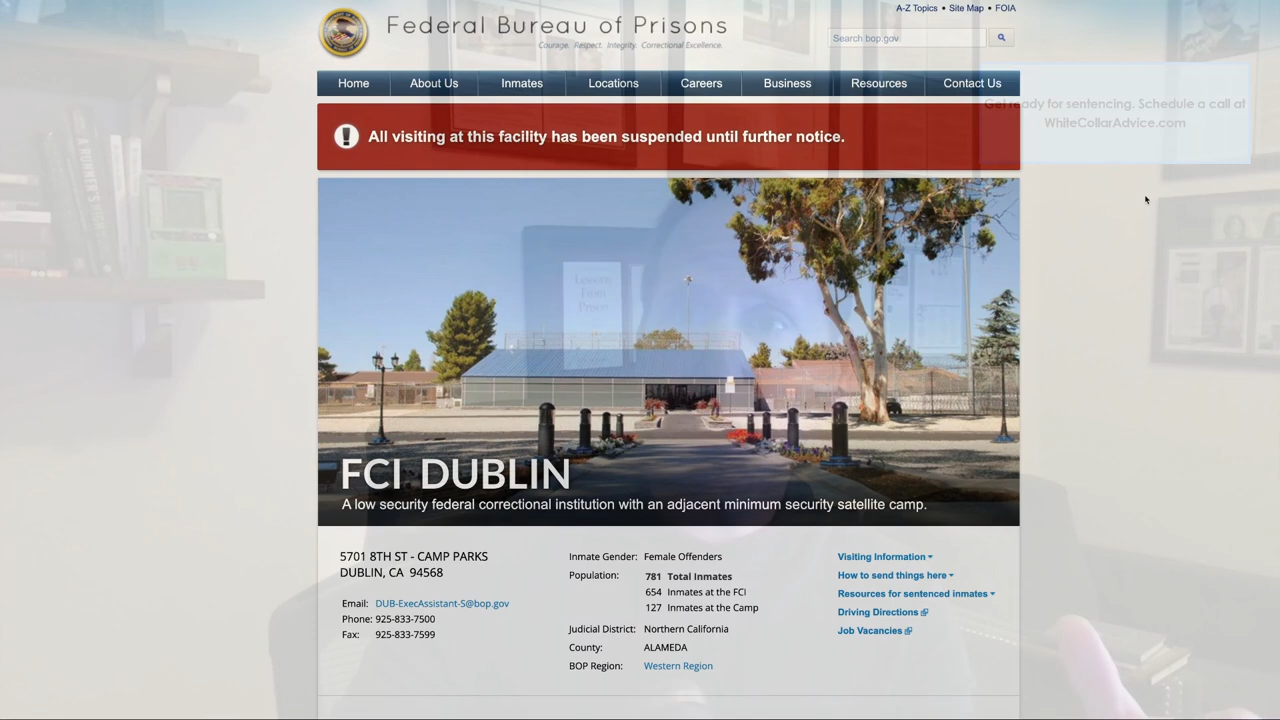 A-Z Topics • Site Map • FOIA
Federal Bureau of Prisons
Courage. Respect. Integrity. Correctional Excellence.
Search bop.gov
Home About Us Inmates Locations Careers Business Resources Contact Us
Get ready for sentencing. Schedule a call at
WhiteCollarAdvice.com
All visiting at this facility has been suspended until further notice.
Lessons
From
Prison
FCI DUBLIN
A low security federal correctional institution with an adjacent minimum security satellite camp.
5701 8TH ST - CAMP PARKS
DUBLIN, CA 94568
Email: DUB-ExecAssistant-S@bop.gov
Phone: 925-833-7500
Fax: 925-833-7599
Inmate Gender: Female Offenders
Population: 781 Total Inmates
654 Inmates at the FCI
127 Inmates at the Camp
Judicial District: Northern California
County: ALAMEDA
BOP Region: Western Region
Visiting Information
How to send things here
Resources for sentenced inmates
Driving Directions
Job Vacancies